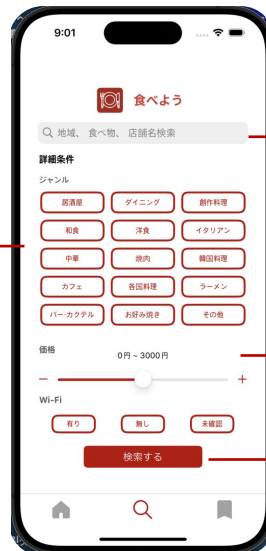 9:01
食べよう
地域、 食べ物、 店舗名検索
詳細条件
ジャンル
居酒屋 ダイニング 創作料理
和食 洋食 イタリアン
中華 焼肉 韓国料理
カフェ 各国料理 ラーメン
バー・カクテル お好み焼き その他
価格
0円 ~ 3000円
− +
Wi-Fi
有り 無し 未確認
検索する